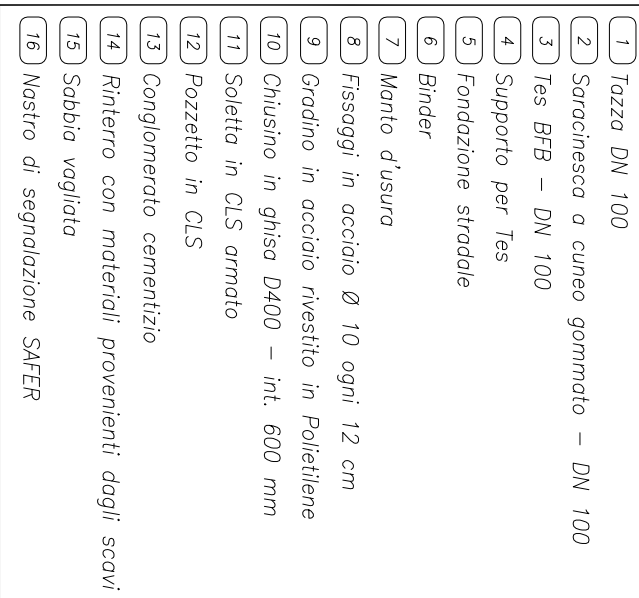 1 Tazza DN 100
2 Saracinesca a cuneo gommato – DN 100
3 Tes BFB – DN 100
4 Supporto per Tes
5 Fondazione stradale
6 Binder
7 Manto d'usura
8 Fissaggi in acciaio Ø 10 ogni 12 cm
9 Gradino in acciaio rivestito in Polietilene
10 Chiusino in ghisa D400 – int. 600 mm
11 Soletta in CLS armato
12 Pozzetto in CLS
13 Conglomerato cementizio
14 Rinterro con materiali provenienti dagli scavi
15 Sabbia vagliata
16 Nastro di segnalazione SAFER